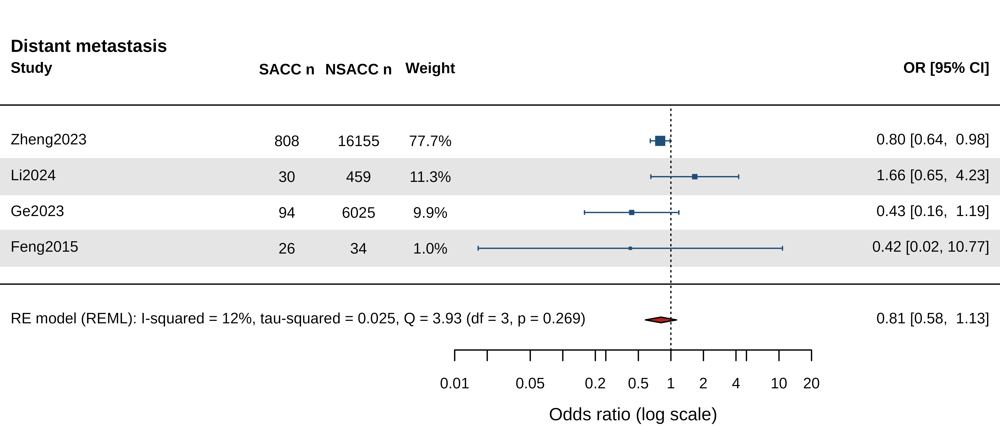 Distant metastasis
Study SACC n NSACC n Weight OR [95% CI]
Zheng2023 808 16155 77.7% 0.80 [0.64, 0.98]
Li2024 30 459 11.3% 1.66 [0.65, 4.23]
Ge2023 94 6025 9.9% 0.43 [0.16, 1.19]
Feng2015 26 34 1.0% 0.42 [0.02, 10.77]
RE model (REML): I-squared = 12%, tau-squared = 0.025, Q = 3.93 (df = 3, p = 0.269) 0.81 [0.58, 1.13]
0.01 0.05 0.2 0.5 1 2 4 10 20
Odds ratio (log scale)